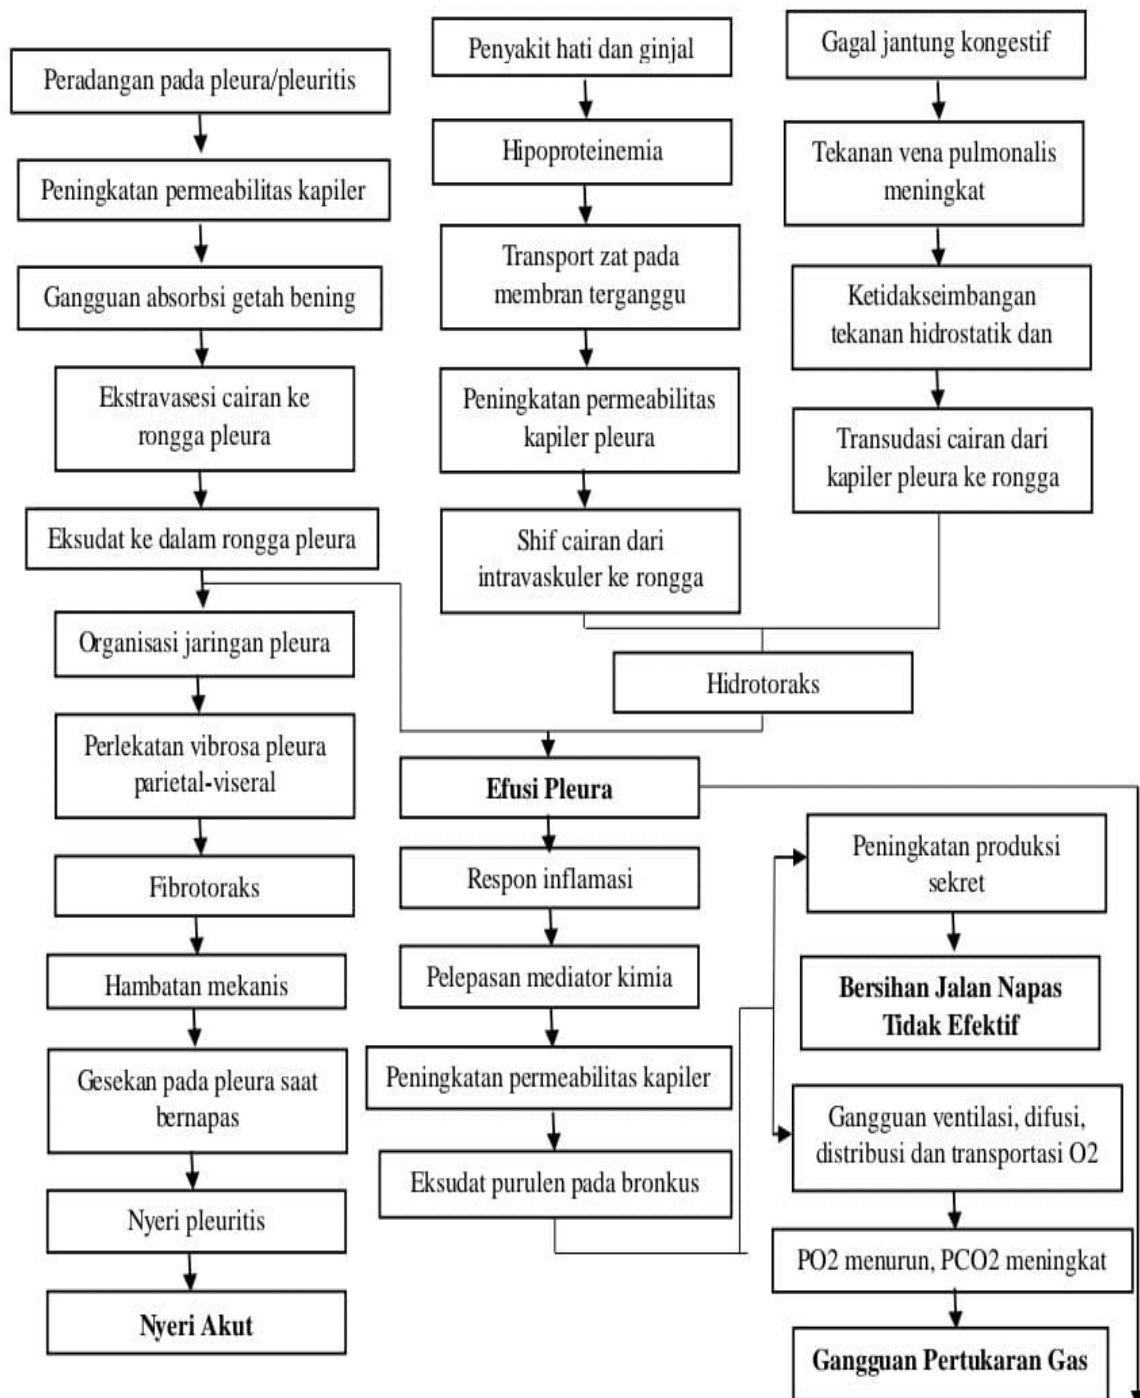 Peradangan pada pleura/pleuritis
Peningkatan permeabilitas kapiler
Gangguan absorbsi getah bening
Ekstravasesi cairan ke
rongga pleura
Eksudat ke dalam rongga pleura
Organisasi jaringan pleura
Perlekatan vibrosa pleura
parietal-viseral
Fibrotoraks
Hambatan mekanis
Gesekan pada pleura saat
bernapas
Nyeri pleuritis
Nyeri Akut
Penyakit hati dan ginjal
Hipoproteinemia
Transport zat pada
membran terganggu
Peningkatan permeabilitas
kapiler pleura
Shif cairan dari
intravaskuler ke rongga
Gagal jantung kongestif
Tekanan vena pulmonalis
meningkat
Ketidakseimbangan
tekanan hidrostatik dan
Transudasi cairan dari
kapiler pleura ke rongga
Hidrotoraks
Efusi Pleura
Respon inflamasi
Pelepasan mediator kimia
Peningkatan permeabilitas kapiler
Eksudat purulen pada bronkus
Peningkatan produksi
sekret
Bersihan Jalan Napas
Tidak Efektif
Gangguan ventilasi, difusi,
distribusi dan transportasi O2
PO2 menurun, PCO2 meningkat
Gangguan Pertukaran Gas